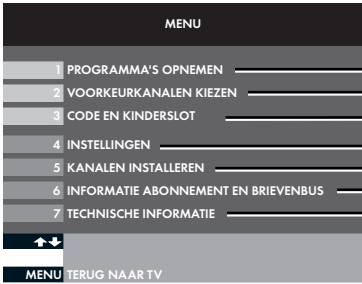 MENU
1 PROGRAMMA'S OPNEMEN
2 VOORKEURKANALEN KIEZEN
3 CODE EN KINDERSLOT
4 INSTELLINGEN
5 KANALEN INSTALLEREN
6 INFORMATIE ABONNEMENT EN BRIEVENBUS
7 TECHNISCHE INFORMATIE
MENU TERUG NAAR TV